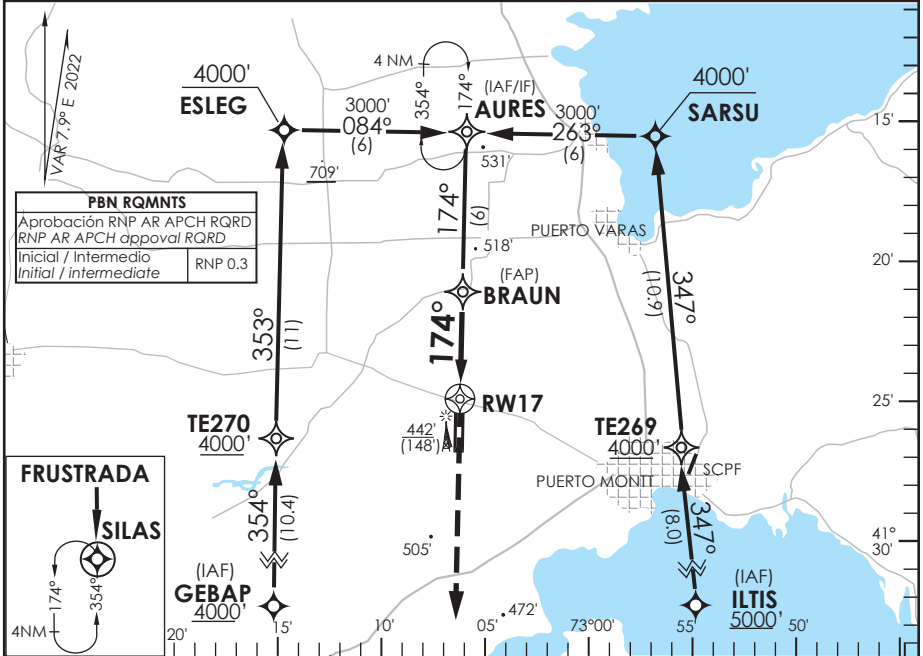 VAR 7.9° E 2022
4000'
ESLEG
3000'
084°
(6)
4 NM
354°
174°
(IAF/IF)
AURES
3000'
263°
(6)
4000'
SARSU
15'
709'
531'
PBN RQMNTS
Aprobación RNP AR APCH RQRD
RNP AR APCH appoval RQRD
Inicial / Intermedio
Initial / intermediate
RNP 0.3
174°
(6)
518'
PUERTO VARAS
20'
353°
(11)
(FAP)
BRAUN
347°
(10.9)
174°
RW17
25'
TE270
4000'
442'
(148')
TE269
4000'
SCPF
PUERTO MONTT
FRUSTRADA
SILAS
174°
354°
4NM
354°
(10.4)
505'
347°
(8.0)
41°
30'
(IAF)
GEBAP
4000'
472'
(IAF)
ILTIS
5000'
20'
15'
10'
05'
73°00'
55'
50'